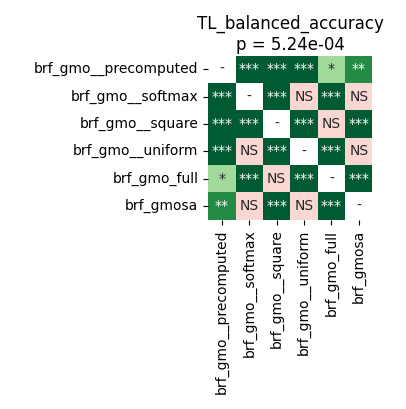 TL_balanced_accuracy
p = 5.24e-04
brf_gmo__precomputed - *** *** *** * **
brf_gmo__softmax *** - *** NS *** NS
brf_gmo__square *** *** - *** NS ***
brf_gmo__uniform *** NS *** - *** NS
brf_gmo_full * *** NS *** - ***
brf_gmosa ** NS *** NS *** -
brf_gmo__precomputed
brf_gmo__softmax
brf_gmo__square
brf_gmo__uniform
brf_gmo_full
brf_gmosa